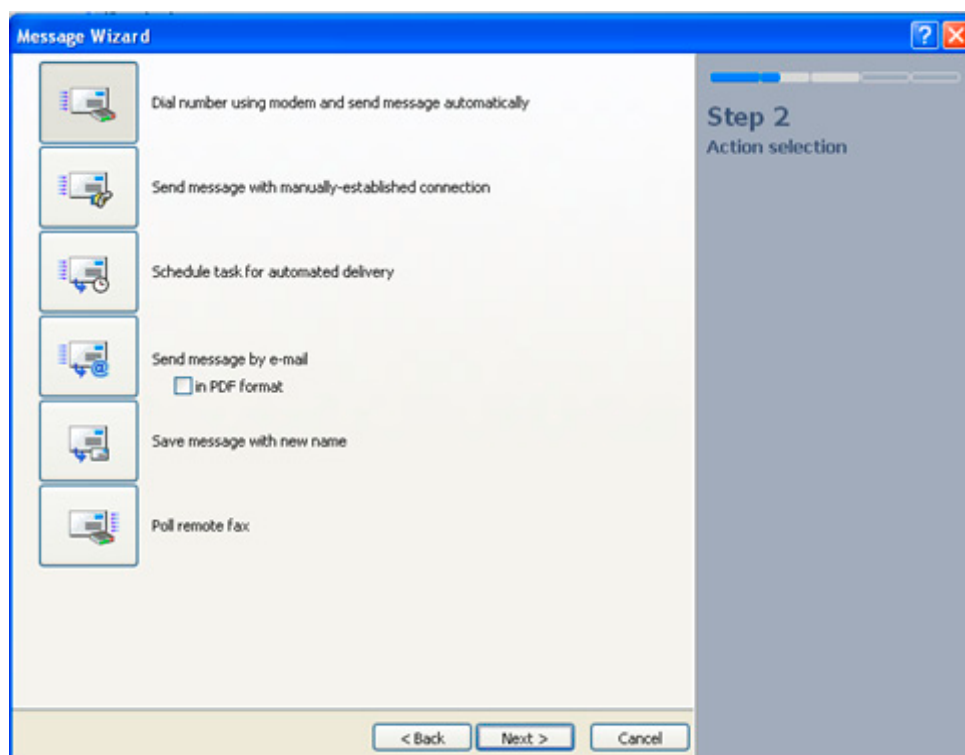 Message Wizard
?
Dial number using modem and send message automatically
Step 2
Action selection
Send message with manually-established connection
Schedule task for automated delivery
Send message by e-mail
in PDF format
Save message with new name
Poll remote fax
< Back
Next >
Cancel